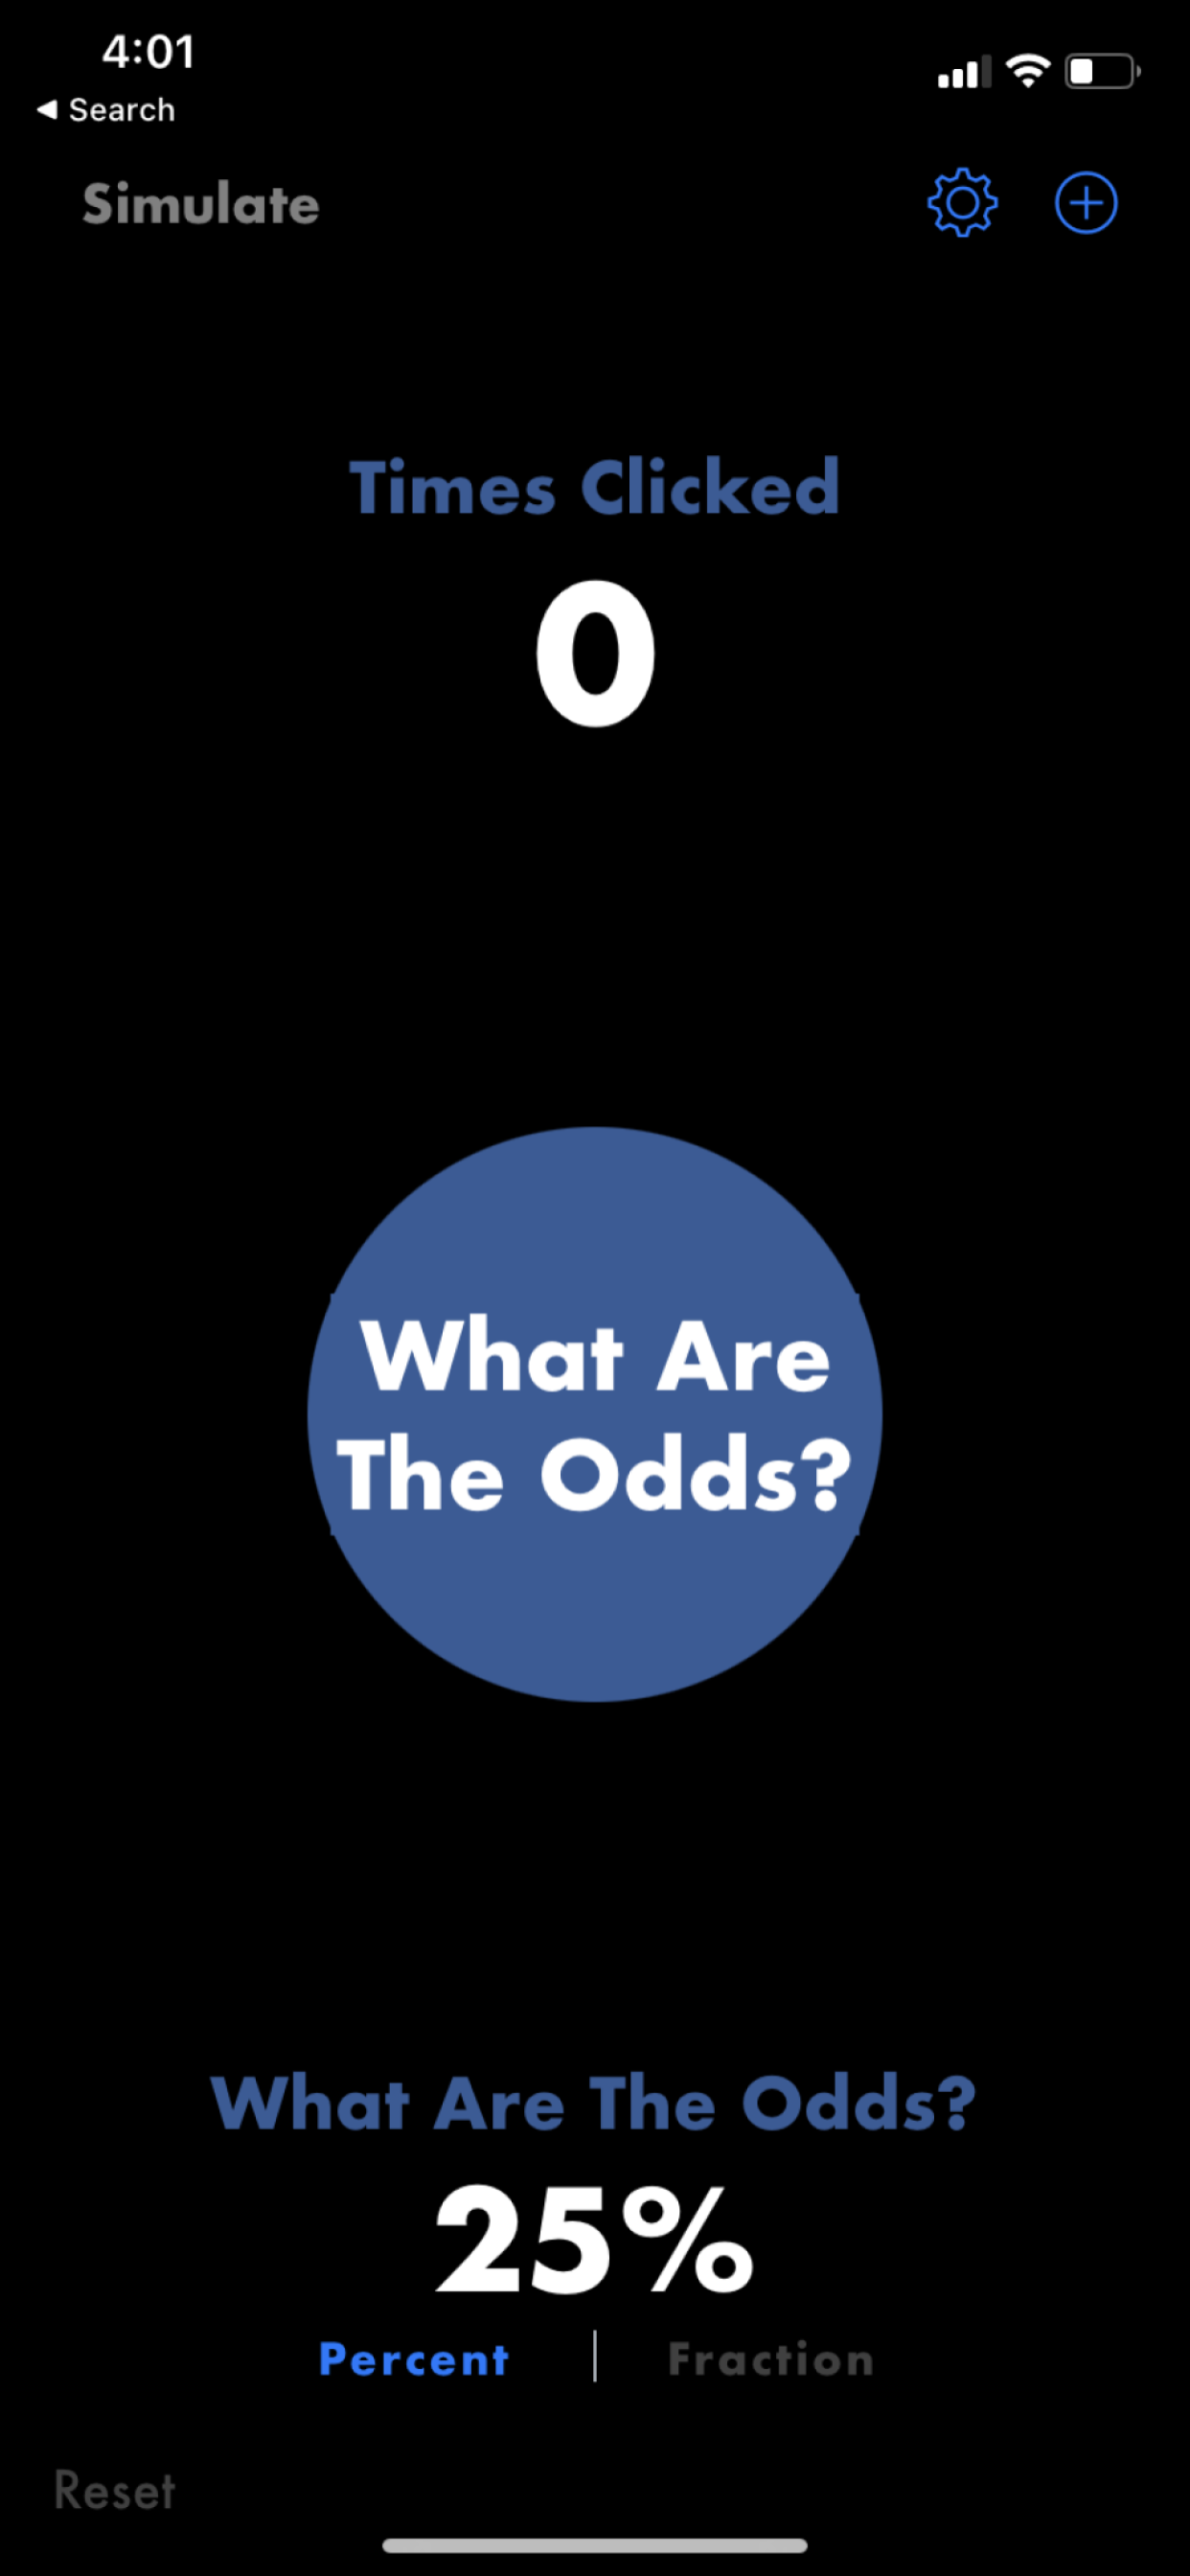 4:01
Search
Simulate
Times Clicked
0
What Are
The Odds?
What Are The Odds?
25%
Percent
Fraction
Reset